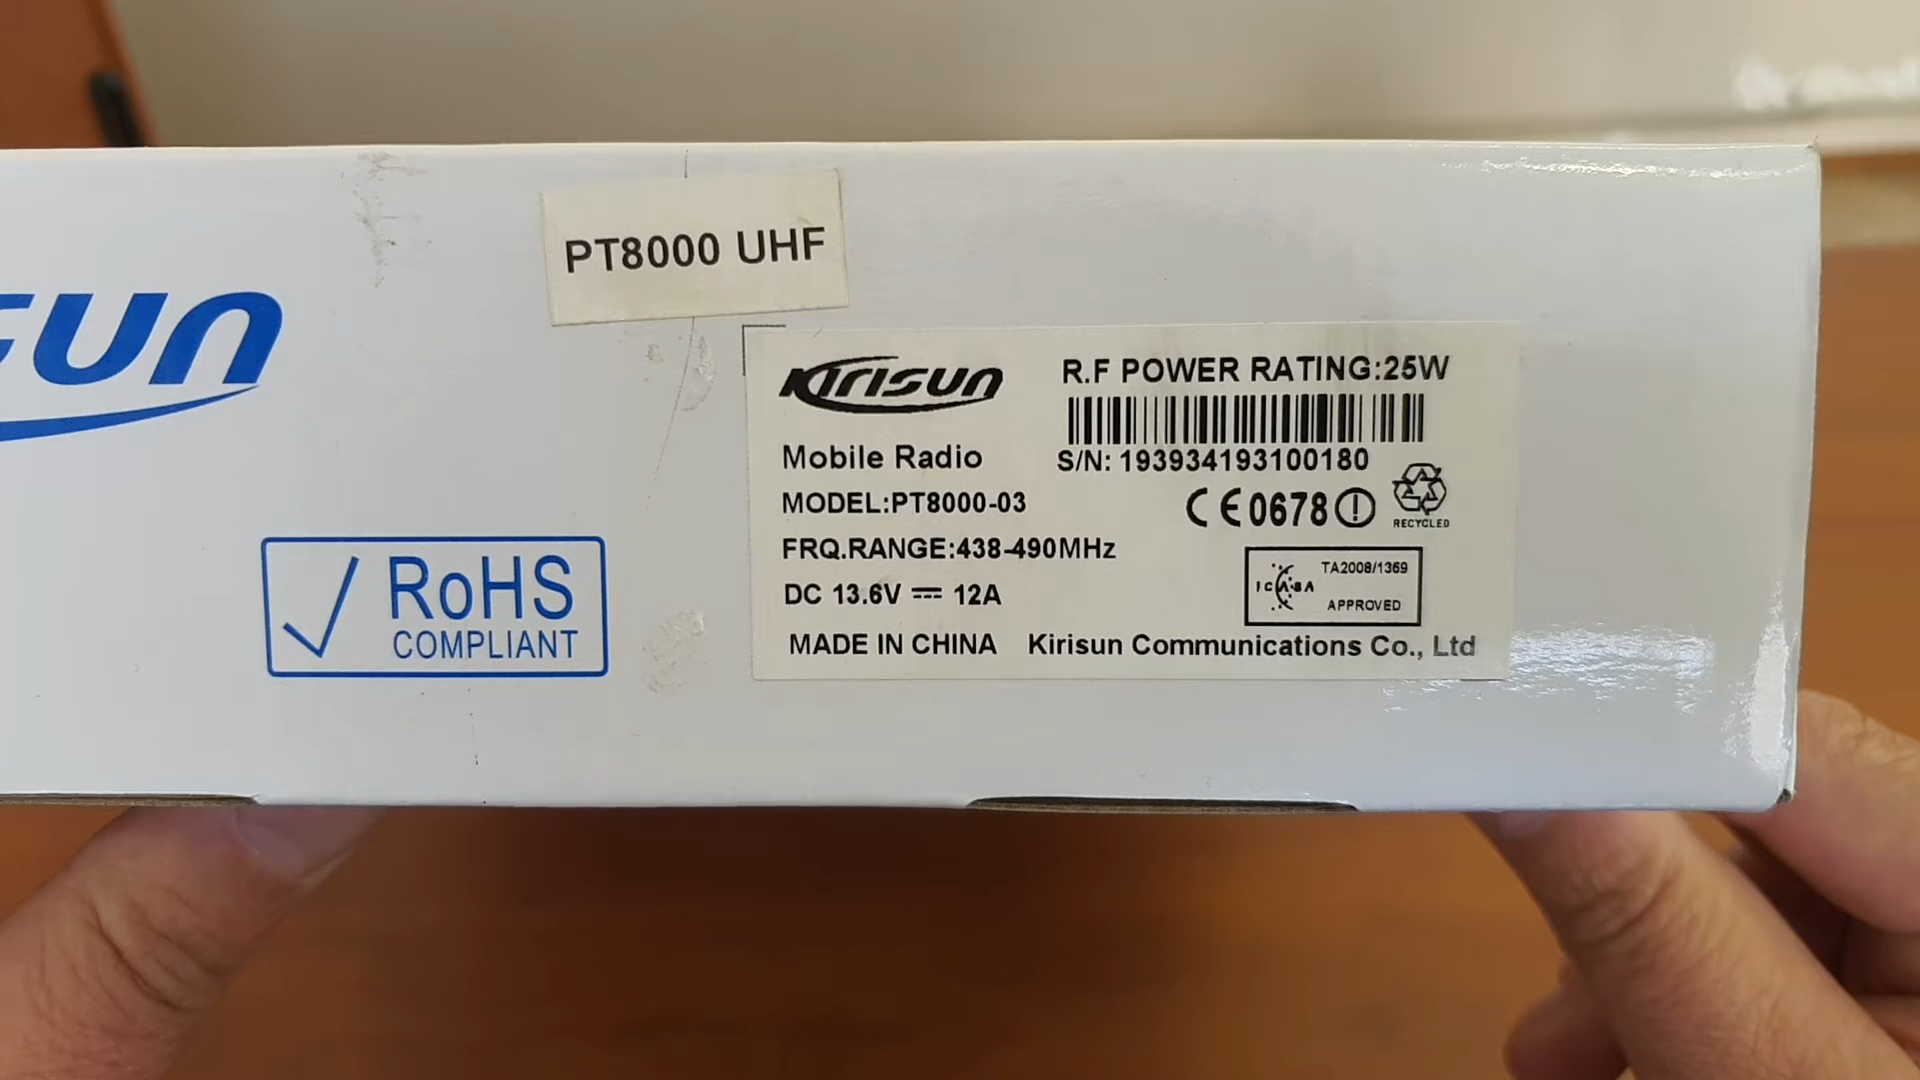 PT8000 UHF
RoHS
COMPLIANT
Kirisun
R.F POWER RATING:25W
Mobile Radio
S/N: 193934193100180
MODEL:PT8000-03
CE0678
RECYCLED
FRQ.RANGE:438-490MHz
DC 13.6V 12A
ICASA
TA2008/1369
APPROVED
MADE IN CHINA Kirisun Communications Co., Ltd